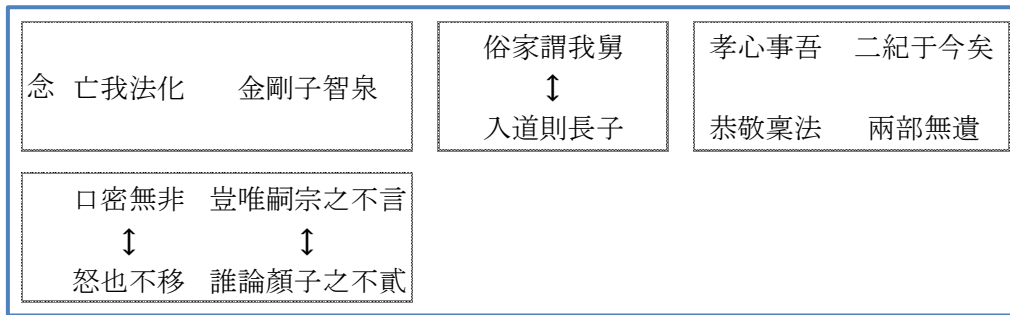 念 亡我法化 金剛子智泉
俗家謂我舅
↕
入道則長子
孝心事吾 二紀于今矣
恭敬稟法 兩部無遺
口密無非 豈唯嗣宗之不言
↕ ↕
怒也不移 誰論顏子之不貳